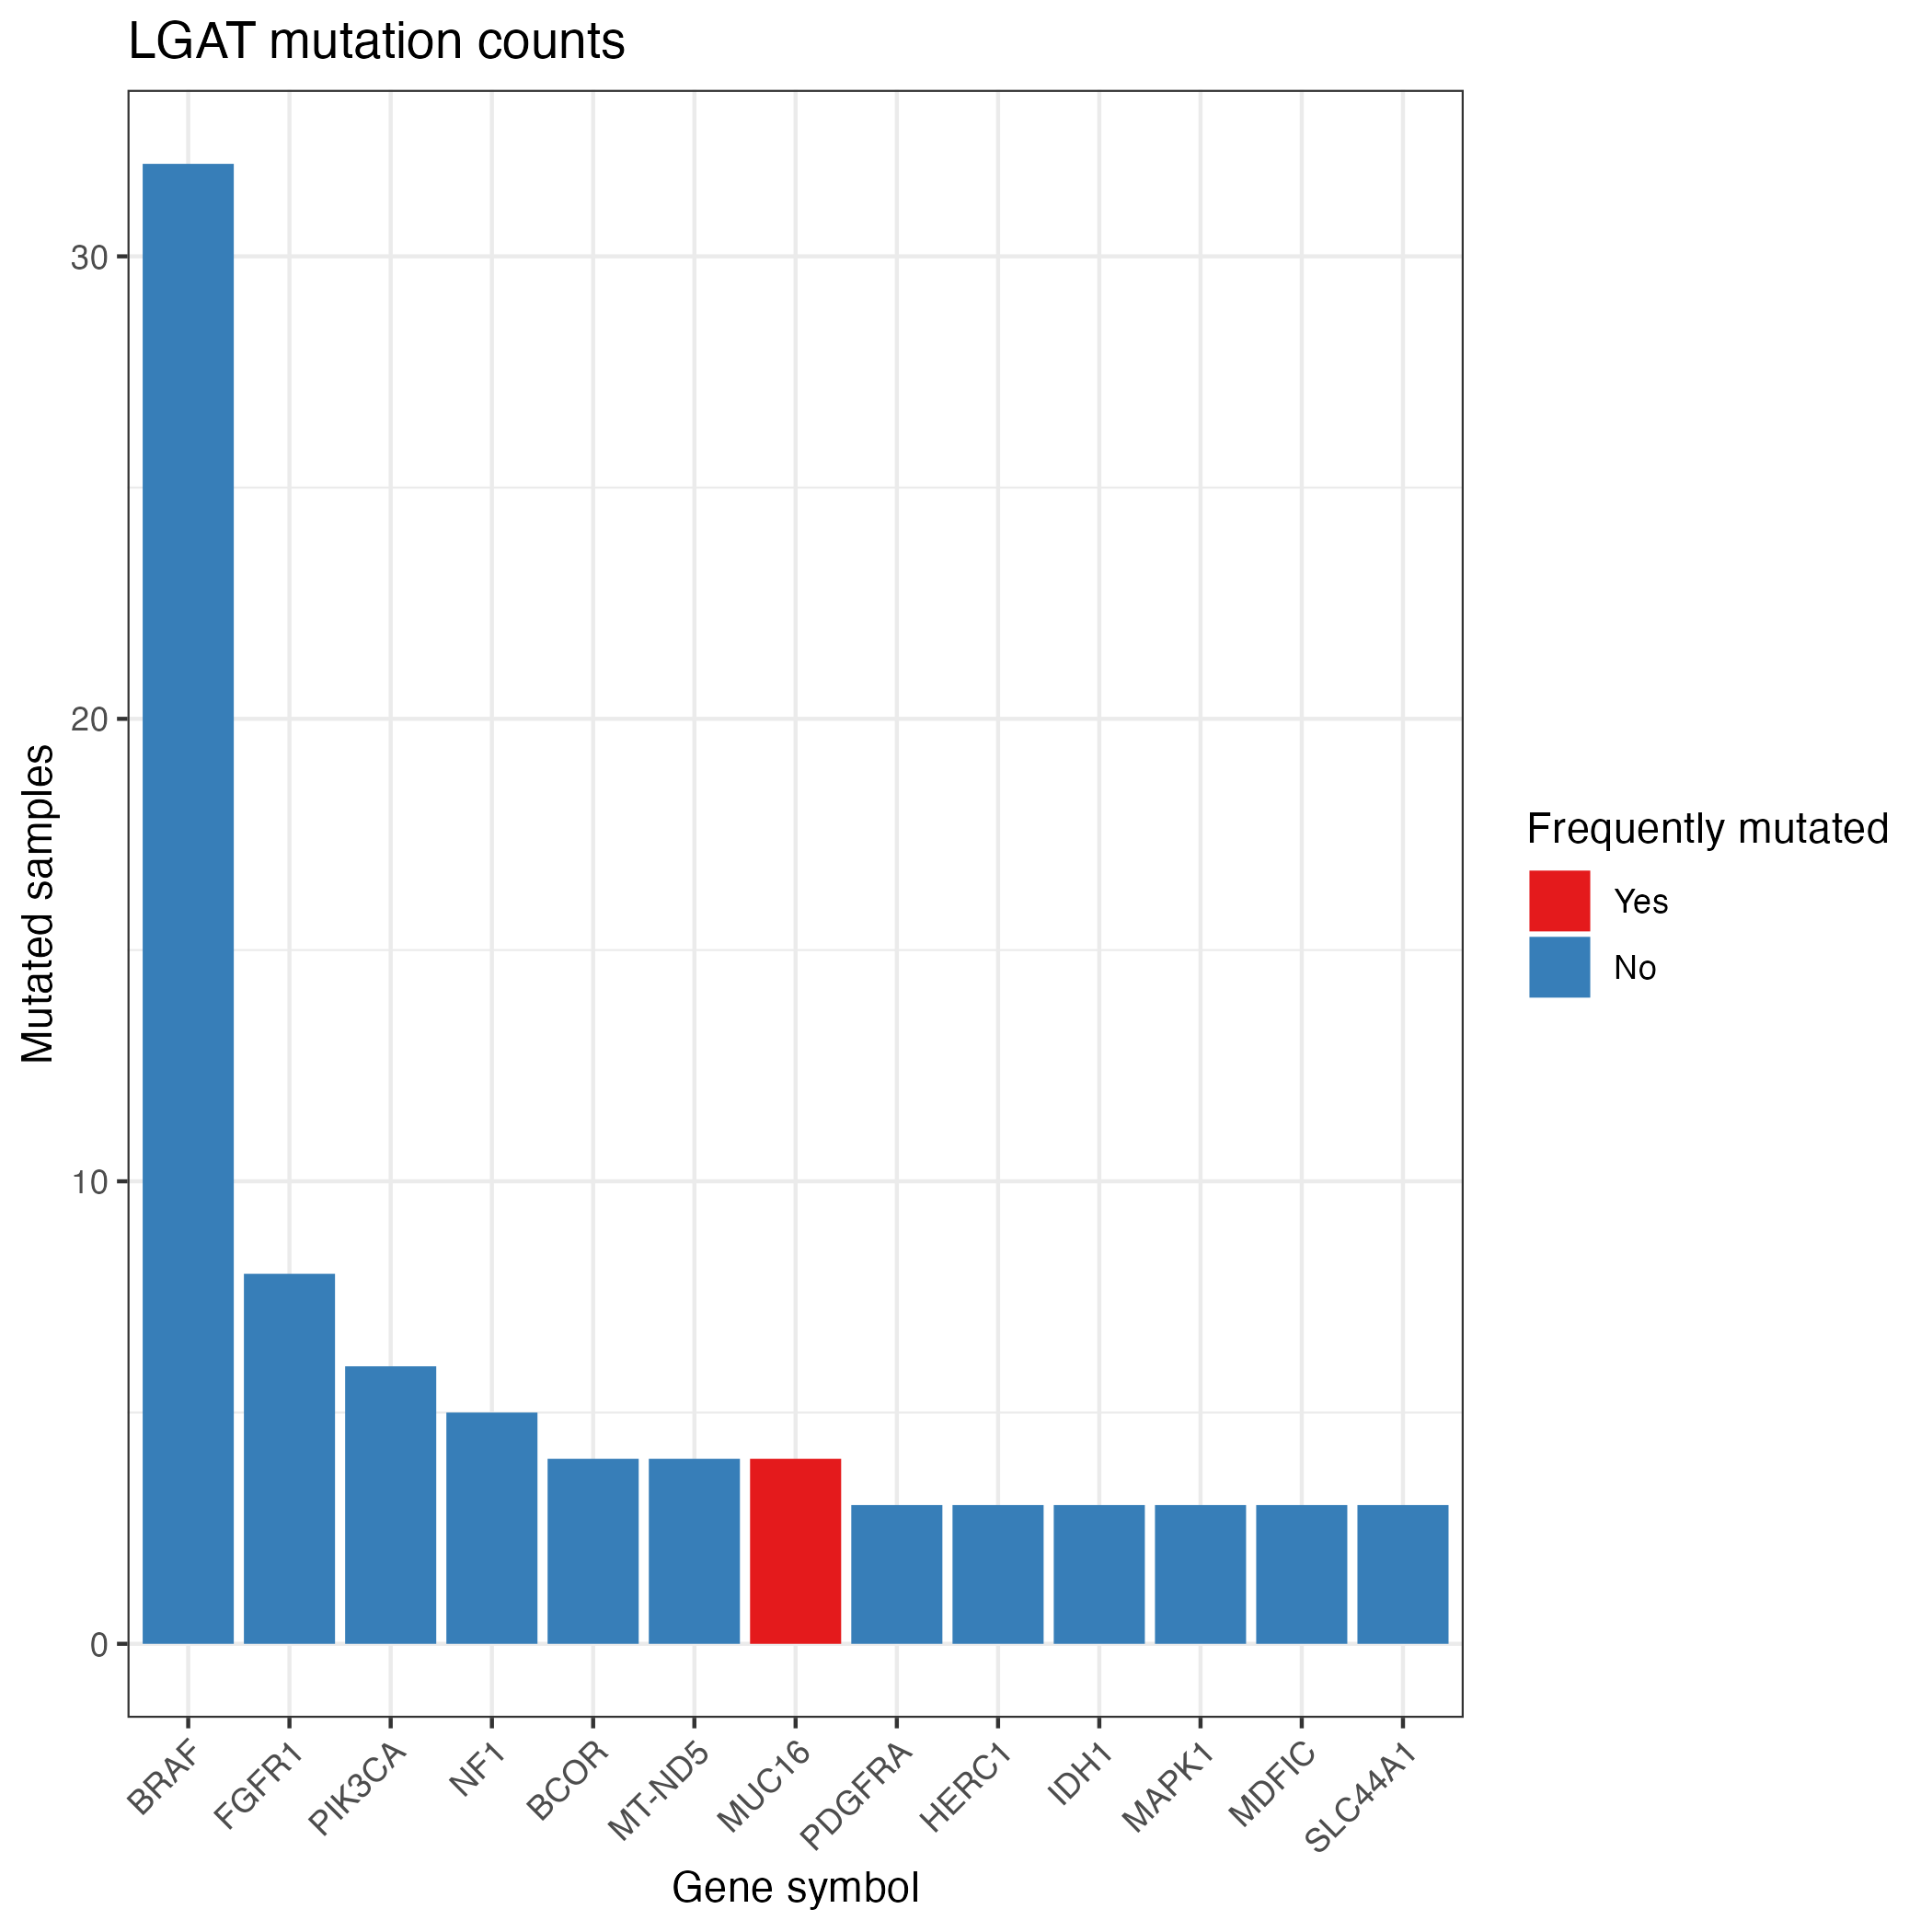 LGAT mutation counts
30
20
10
0
Mutated samples
BRAF
FGFR1
PIK3CA
NF1
BCOR
MT-ND5
MUC16
PDGFRA
HERC1
IDH1
MAPK1
MDFIC
SLC44A1
Gene symbol
Frequently mutated
Yes
No